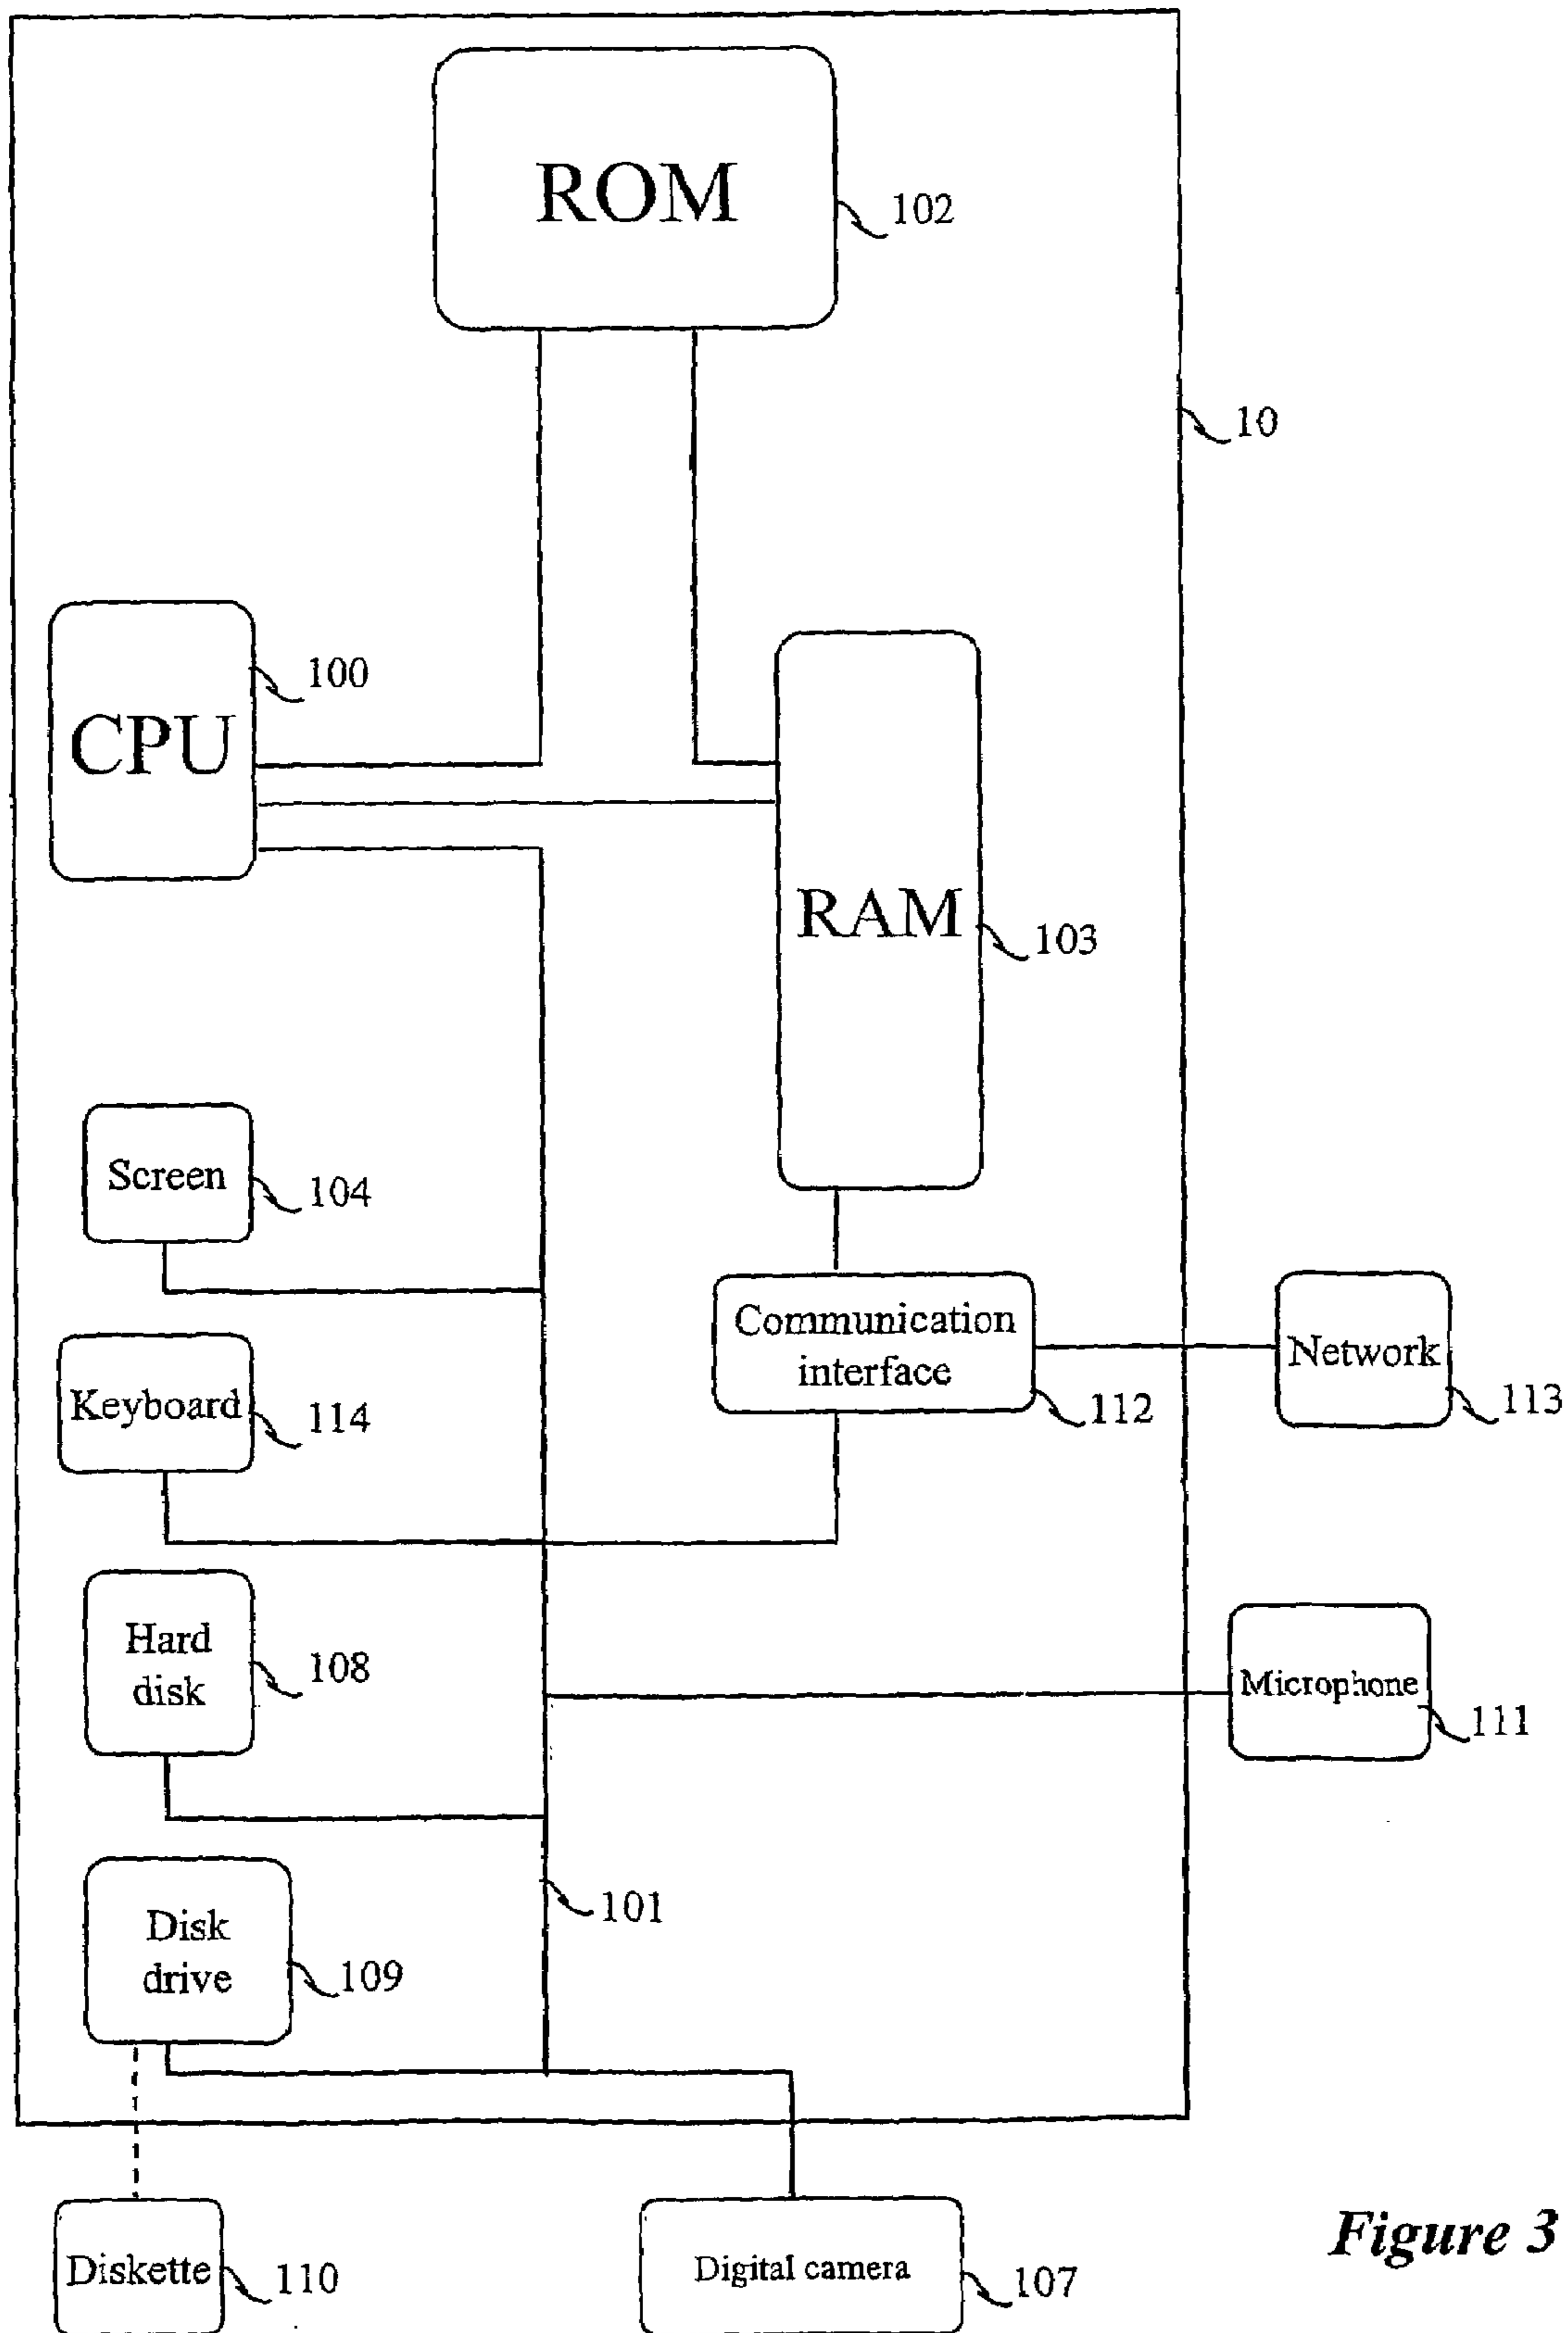 ROM
102
10
CPU
100
RAM
103
Screen
104
Communication
interface
112
Network
113
Keyboard
114
Hard
disk
108
Microphone
111
101
Disk
drive
109
Diskette
110
Digital camera
107
Figure 3